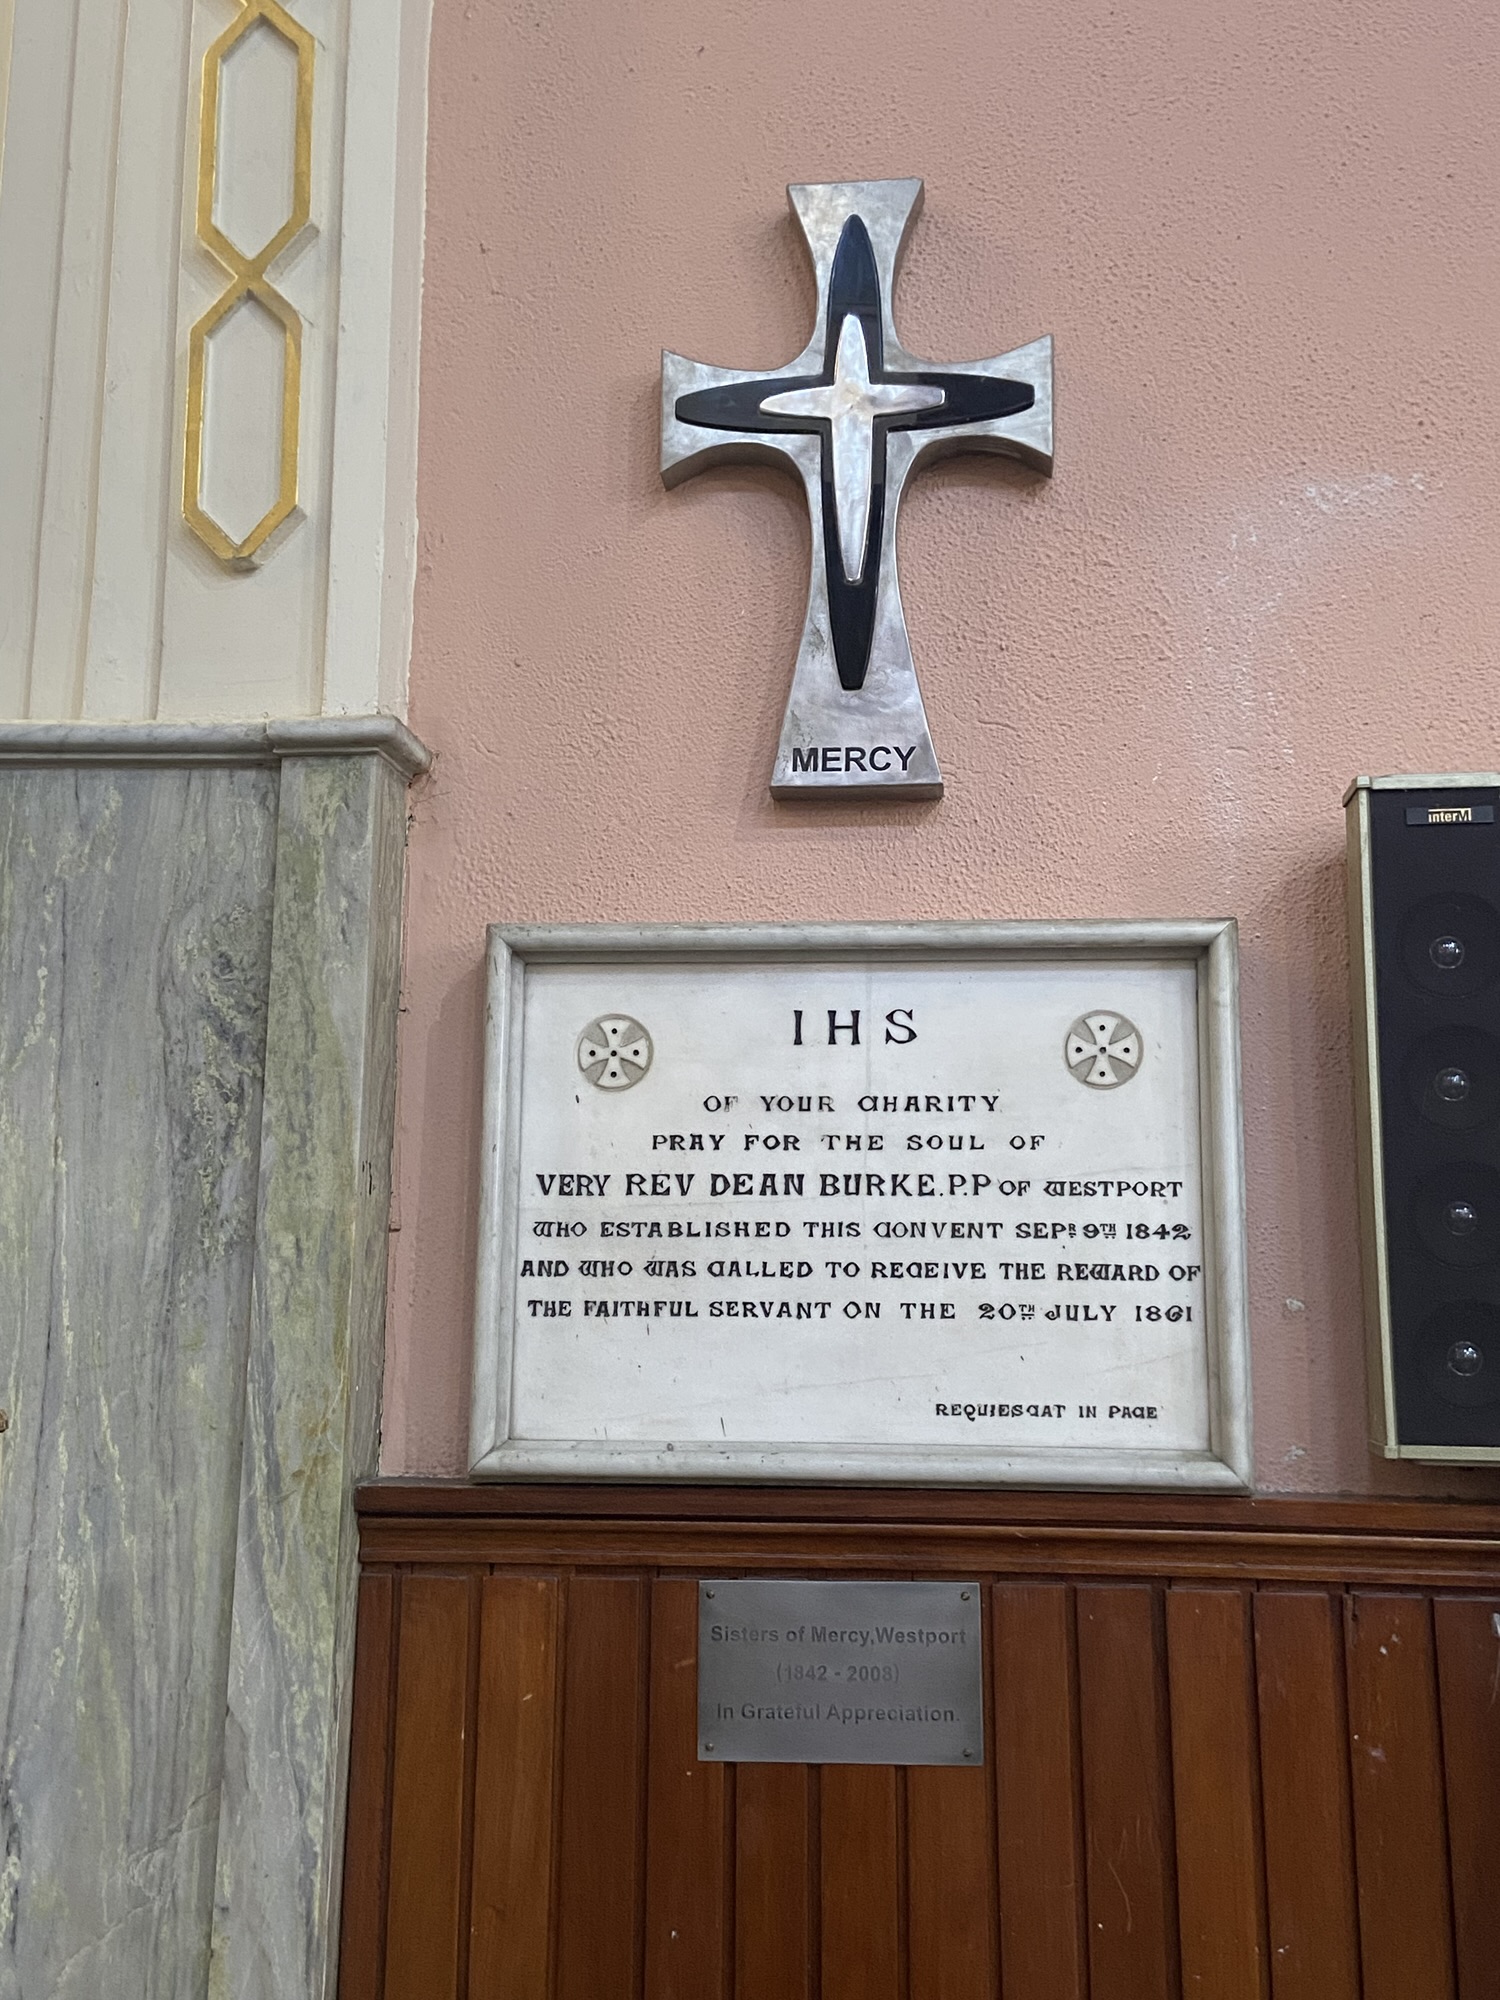 MERCY
interM
IHS
OF YOUR CHARITY
PRAY FOR THE SOUL OF
VERY REV DEAN BURKE.P.P OF WESTPORT
WHO ESTABLISHED THIS CONVENT SEPR 9TH 1842
AND WHO WAS CALLED TO RECEIVE THE REWARD OF
THE FAITHFUL SERVANT ON THE 20TH JULY 1861
REQUIESCAT IN PACE
Sisters of Mercy,Westport
(1842 - 2008)
In Grateful Appreciation.